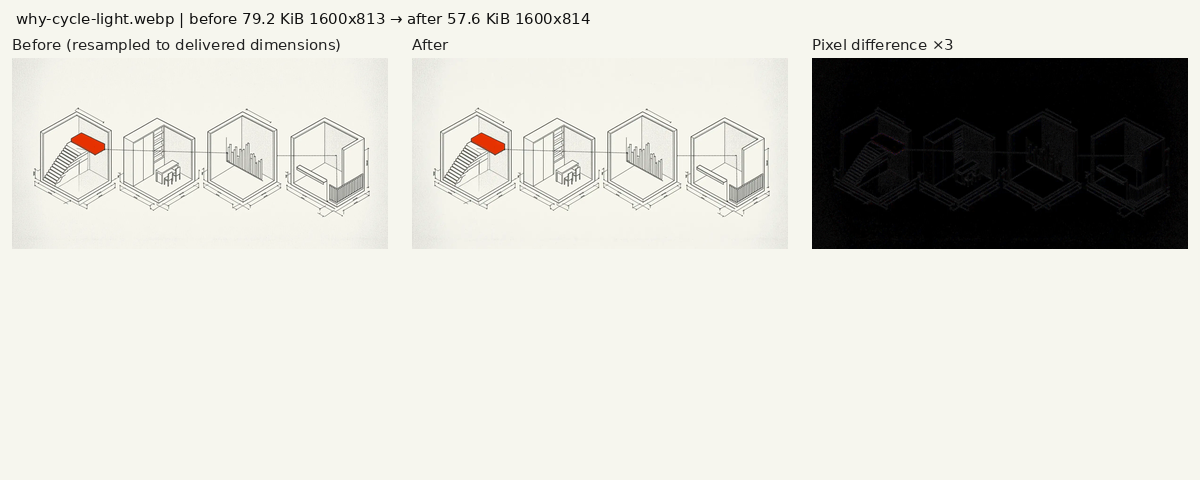 why-cycle-light.webp | before 79.2 KiB 1600x813 → after 57.6 KiB 1600x814
Before (resampled to delivered dimensions)
After
Pixel difference ×3